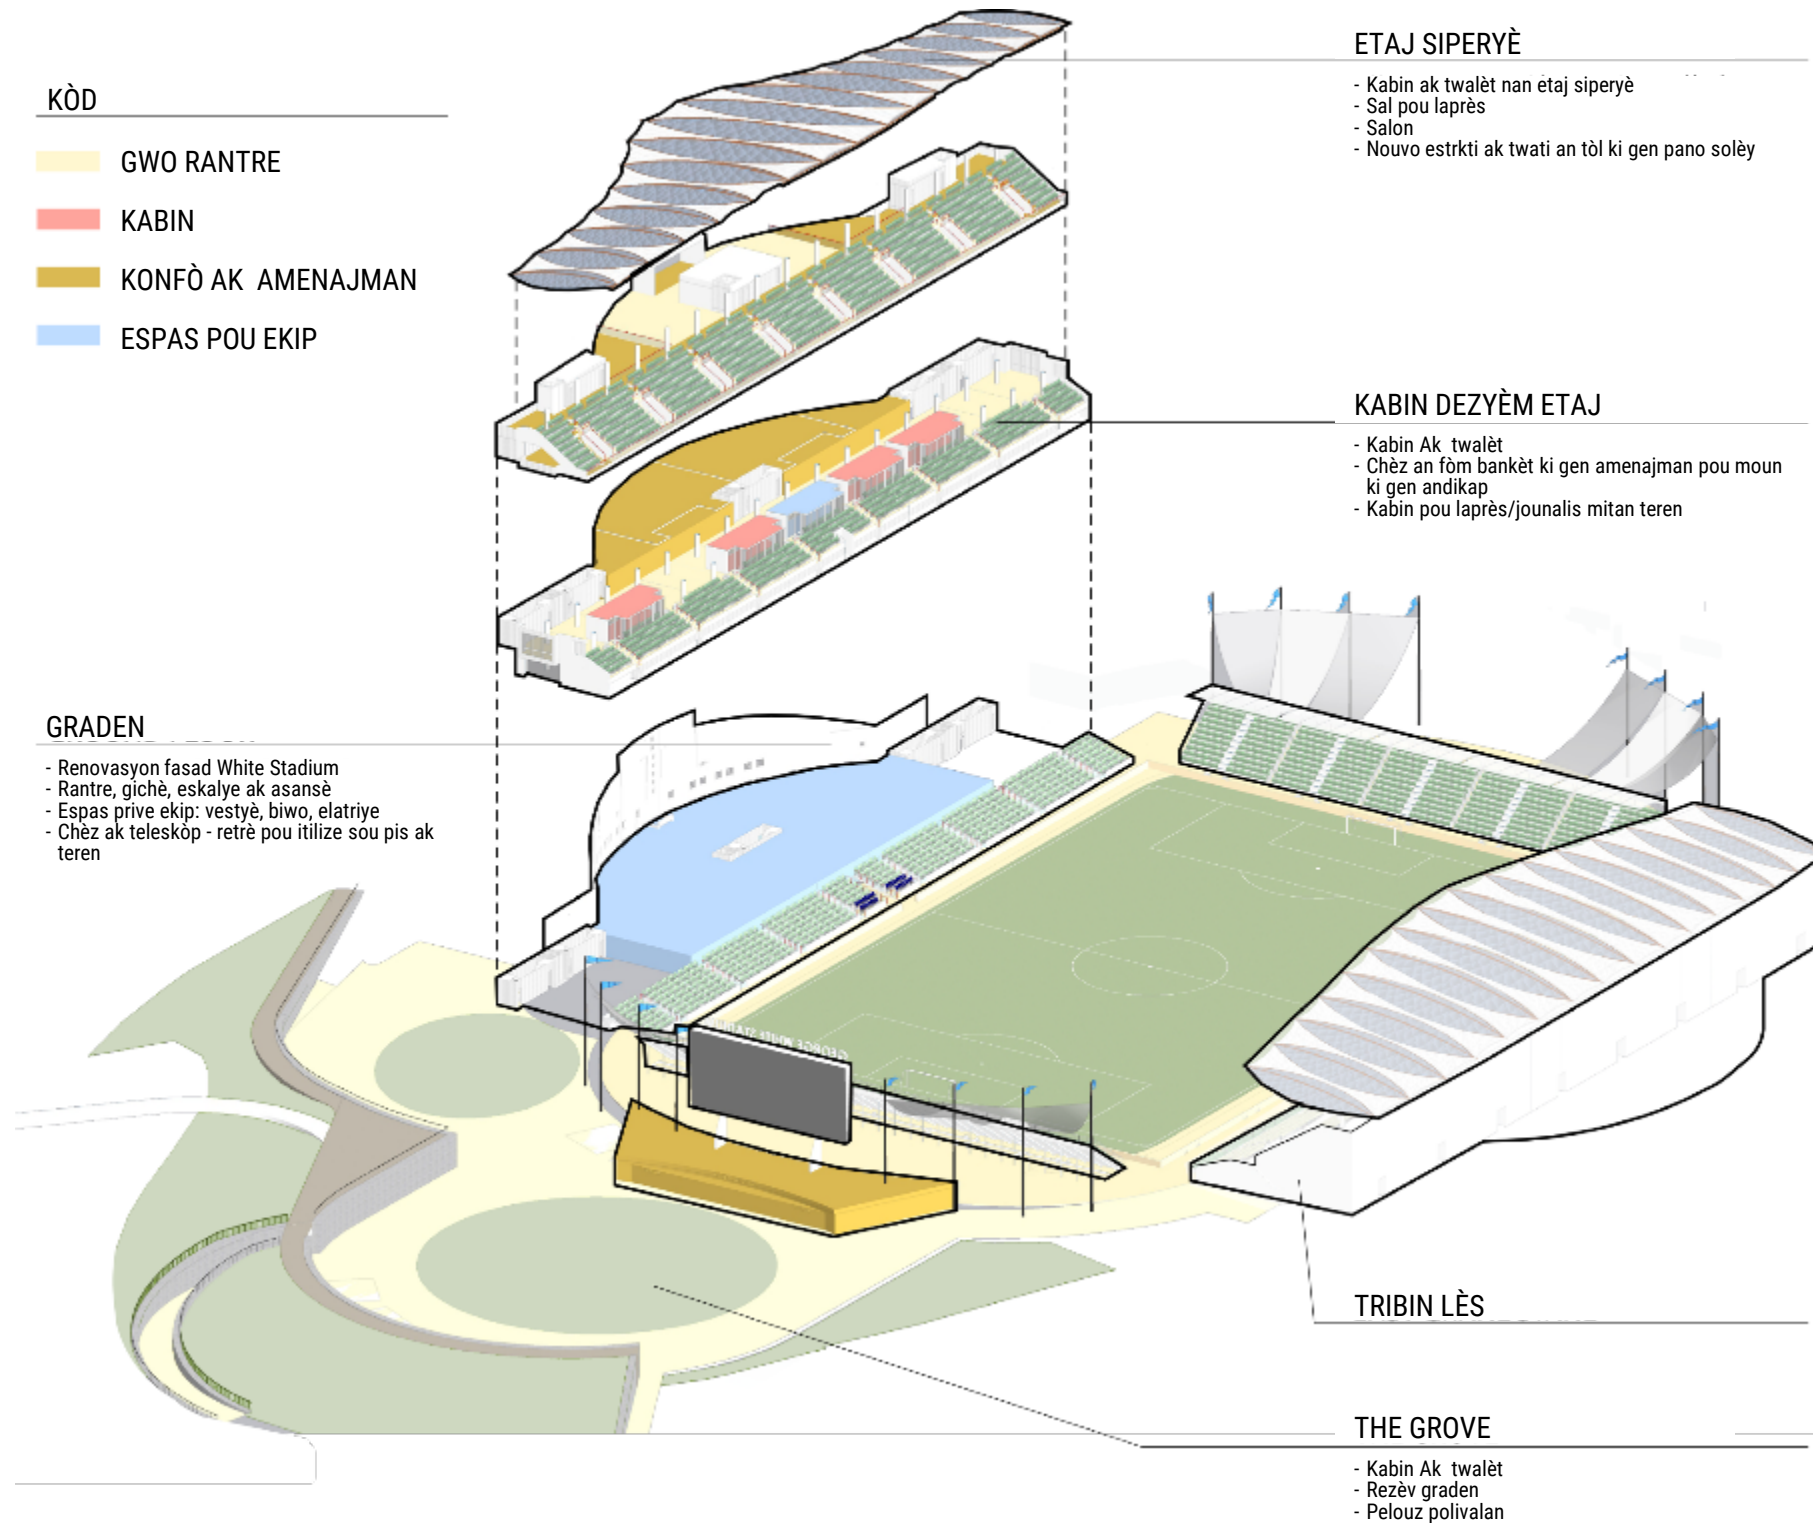 KÒD
GWO RANTRE
KABIN
KONFÒ AK AMENAJMAN
ESPAS POU EKIP
ETAJ SIPERYÈ
- Kabin ak twalèt nan etaj siperyè
- Sal pou laprès
- Salon
- Nouvo estrkti ak twati an tòl ki gen pano solèy
KABIN DEZYÈM ETAJ
- Kabin Ak twalèt
- Chèz an fòm bankèt ki gen amenajman pou moun
ki gen andikap
- Kabin pou laprès/jounalis mitan teren
GRADEN
- Renovasyon fasad White Stadium
- Rantre, gichè, eskalye ak asansè
- Espas prive ekip: vestyè, biwo, elatriye
- Chèz ak teleskòp - retrè pou itilize sou pis ak
teren
TRIBIN LÈS
THE GROVE
- Kabin Ak twalèt
- Rezèv graden
- Pelouz polivalan